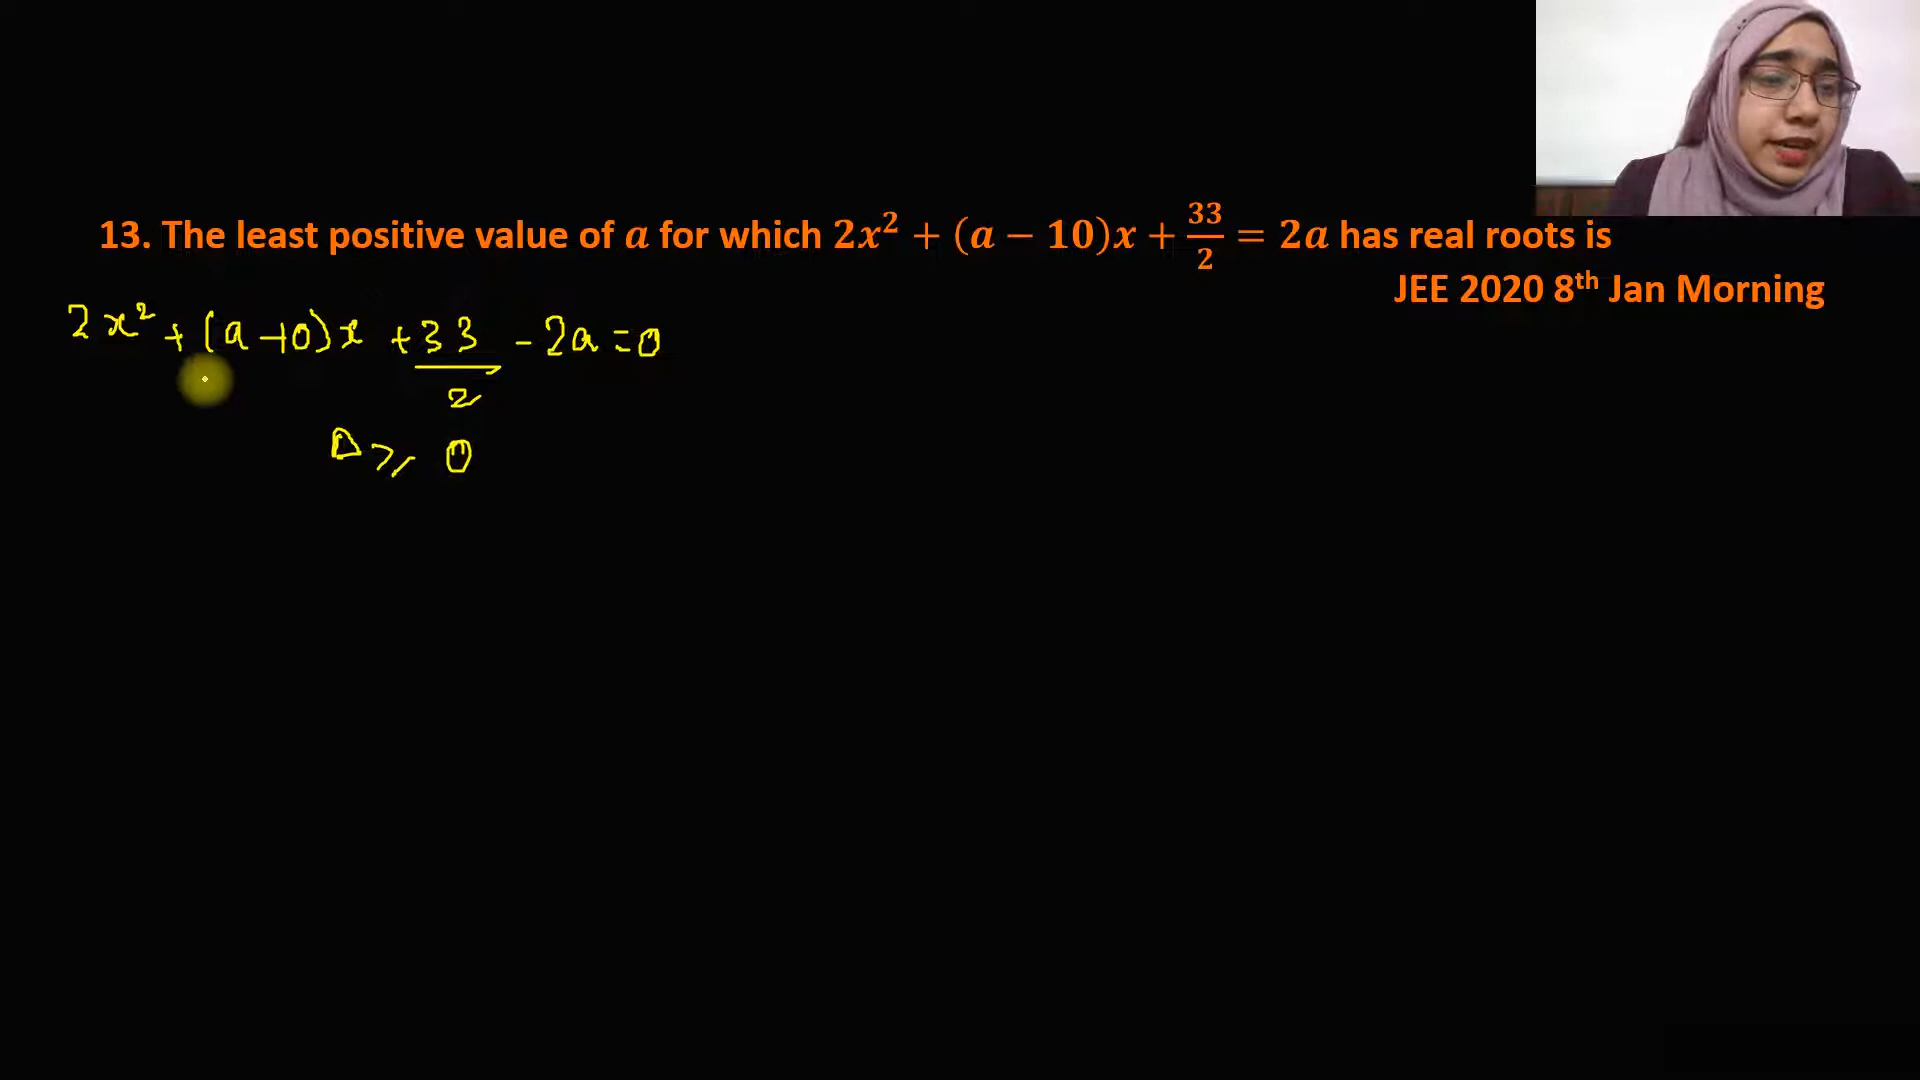 13. The least positive value of a for which 2x² + (a − 10)x + 33/2 = 2a has real roots is
JEE 2020 8th Jan Morning
2x² + (a −10)x + 33/2 − 2a = 0
Δ ⩾ 0